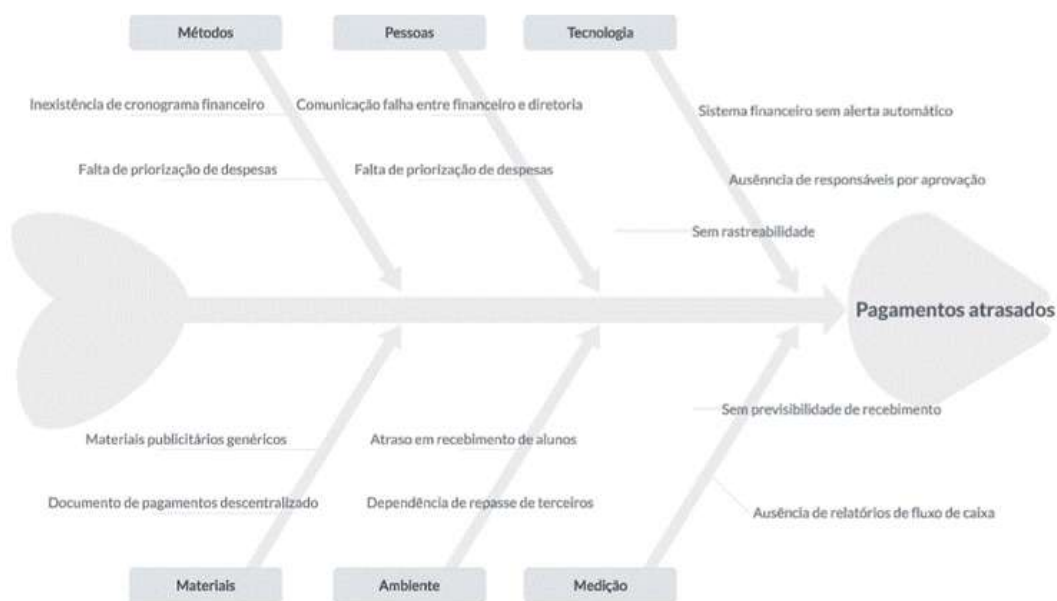 Métodos
Pessoas
Tecnologia
Inexistência de cronograma financeiro
Comunicação falha entre financeiro e diretoria
Sistema financeiro sem alerta automático
Falta de priorização de despesas
Falta de priorização de despesas
Ausênncia de responsáveis por aprovação
Sem rastreabilidade
Pagamentos atrasados
Sem previsibilidade de recebimento
Materiais publicitários genéricos
Atraso em recebimento de alunos
Documento de pagamentos descentralizado
Dependência de repasse de terceiros
Ausência de relatórios de fluxo de caixa
Materiais
Ambiente
Medição